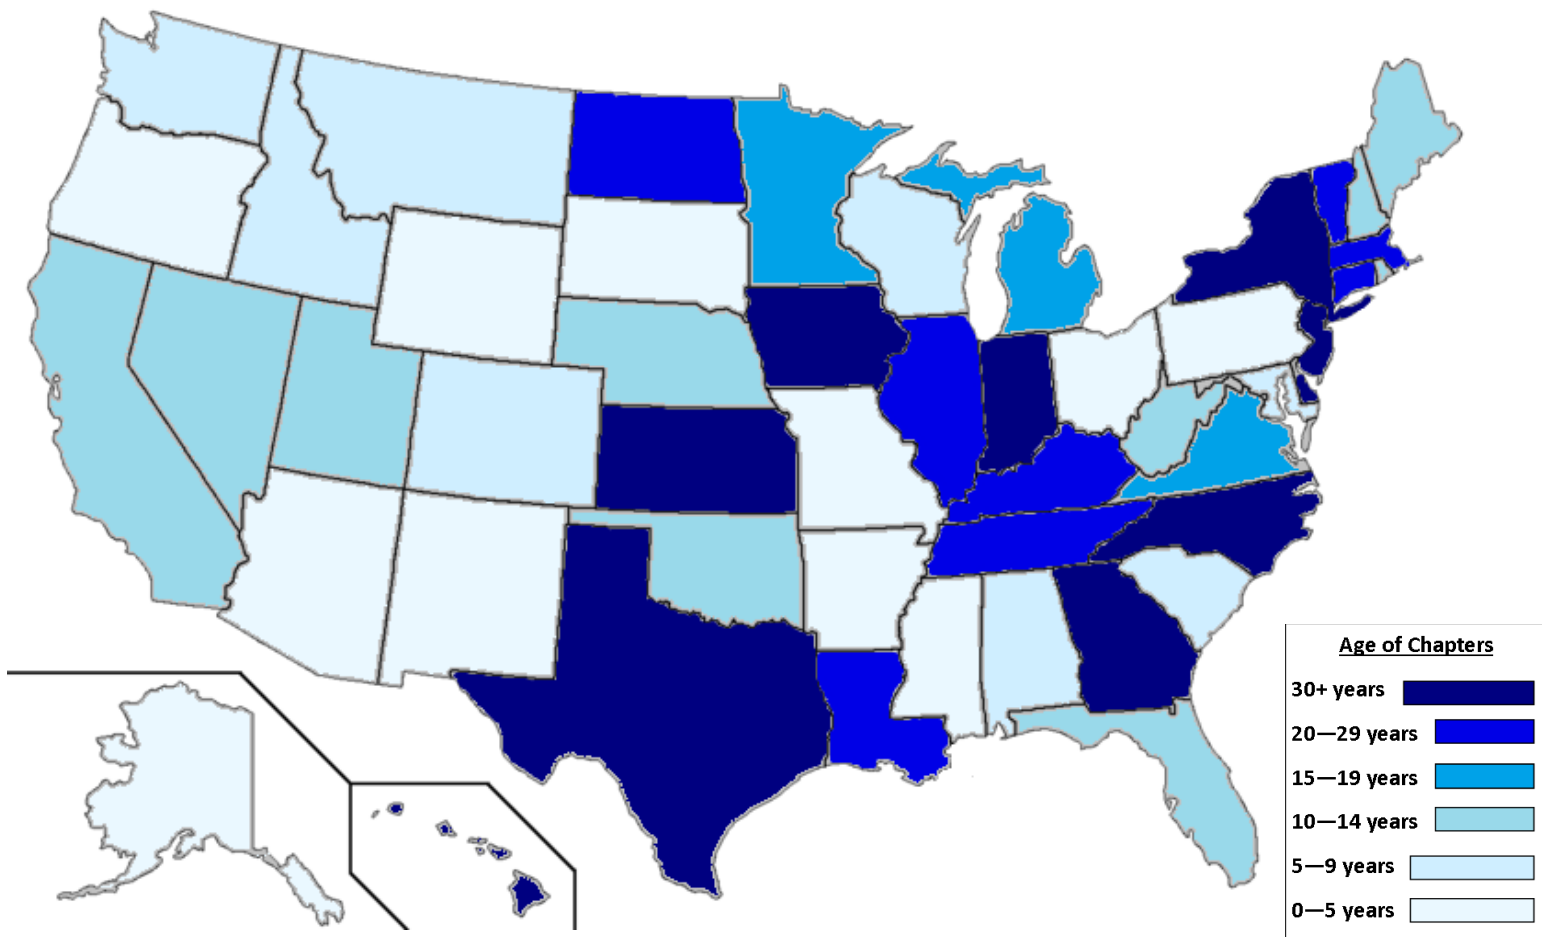 Age of Chapters
30+ years
20—29 years
15—19 years
10—14 years
5—9 years
0—5 years